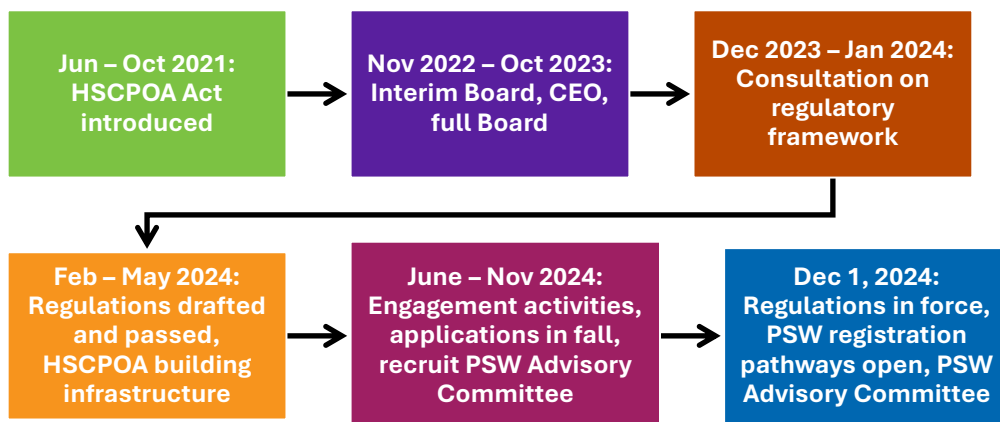 Jun – Oct 2021:
HSCPOA Act
introduced
Nov 2022 – Oct 2023:
Interim Board, CEO,
full Board
Dec 2023 – Jan 2024:
Consultation on
regulatory
framework
Feb – May 2024:
Regulations drafted
and passed,
HSCPOA building
infrastructure
June – Nov 2024:
Engagement activities,
applications in fall,
recruit PSW Advisory
Committee
Dec 1, 2024:
Regulations in force,
PSW registration
pathways open, PSW
Advisory Committee